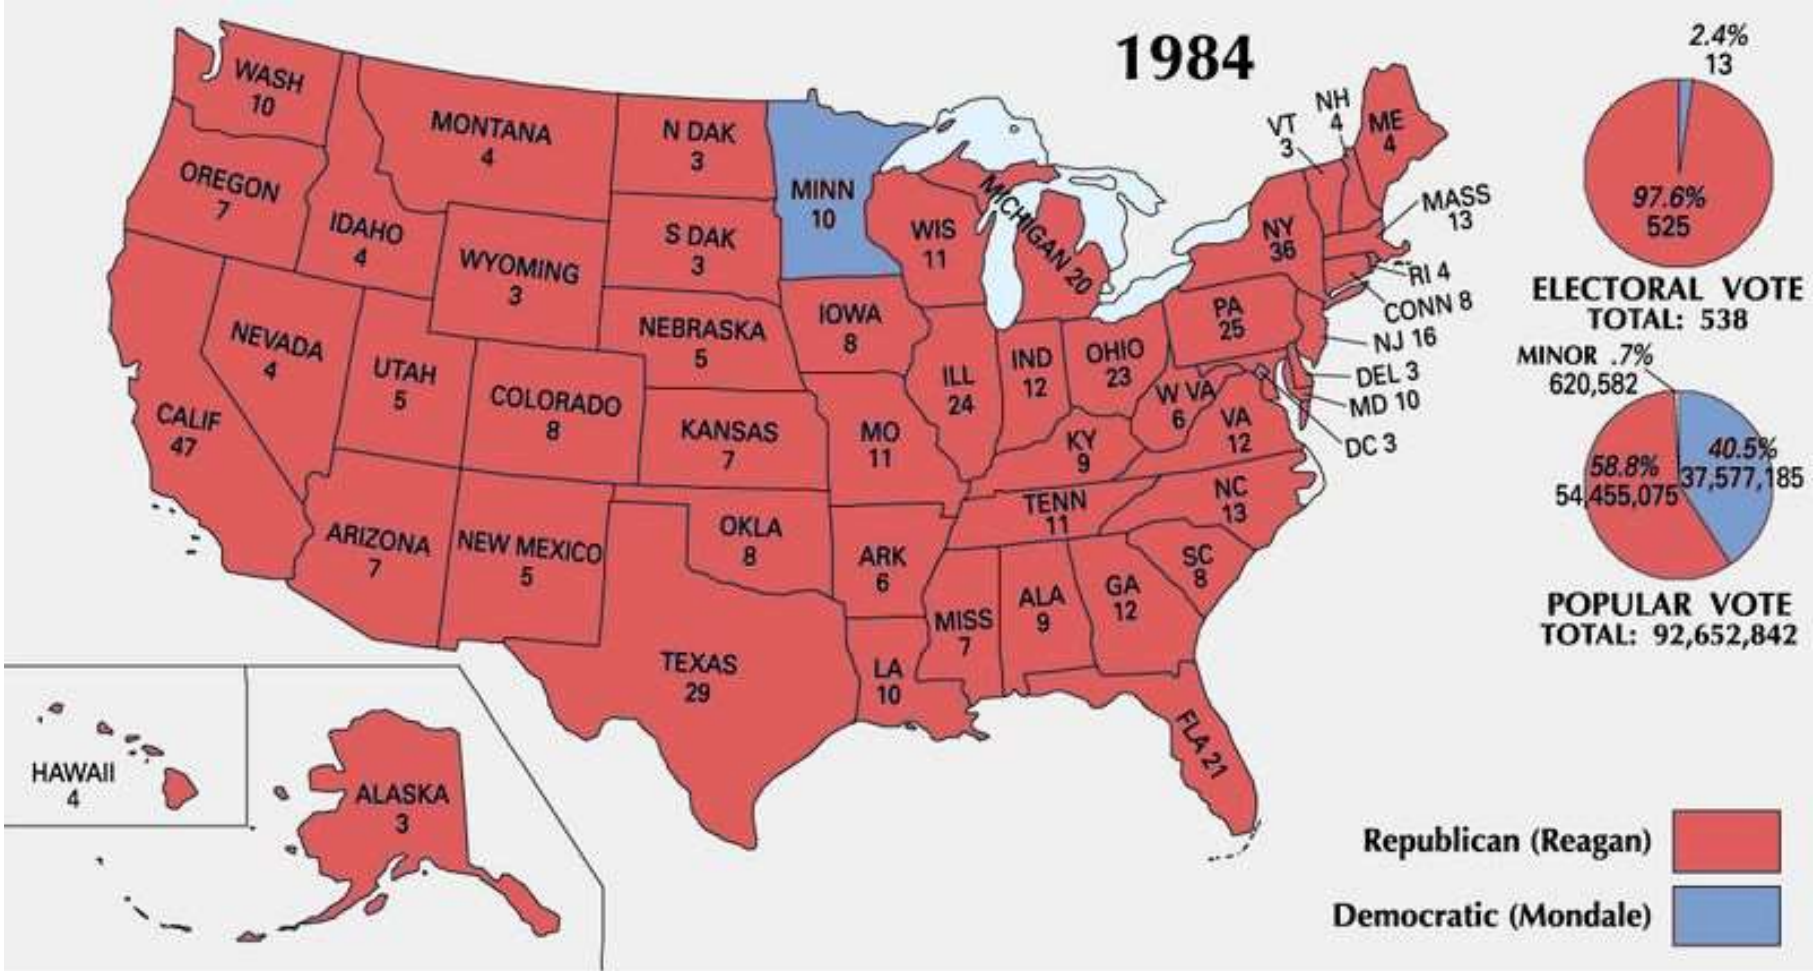 1984
WASH
10
OREGON
7
CALIF
47
NEVADA
4
IDAHO
4
MONTANA
4
WYOMING
3
UTAH
5
COLORADO
8
ARIZONA
7
NEW MEXICO
5
N DAK
3
S DAK
3
NEBRASKA
5
KANSAS
7
OKLA
8
TEXAS
29
MINN
10
IOWA
8
MO
11
ARK
6
LA
10
WIS
11
ILL
24
MICHIGAN 20
IND
12
OHIO
23
KY
9
TENN
11
MISS
7
ALA
9
GA
12
FLA 21
SC
8
NC
13
VA
12
W VA
6
PA
25
NY
36
VT
3
NH
4
ME
4
MASS
13
RI 4
CONN 8
NJ 16
DEL 3
MD 10
DC 3
HAWAII
4
ALASKA
3
2.4%
13
97.6%
525
ELECTORAL VOTE
TOTAL: 538
MINOR .7%
620,582
40.5%
37,577,185
58.8%
54,455,075
POPULAR VOTE
TOTAL: 92,652,842
Republican (Reagan)
Democratic (Mondale)